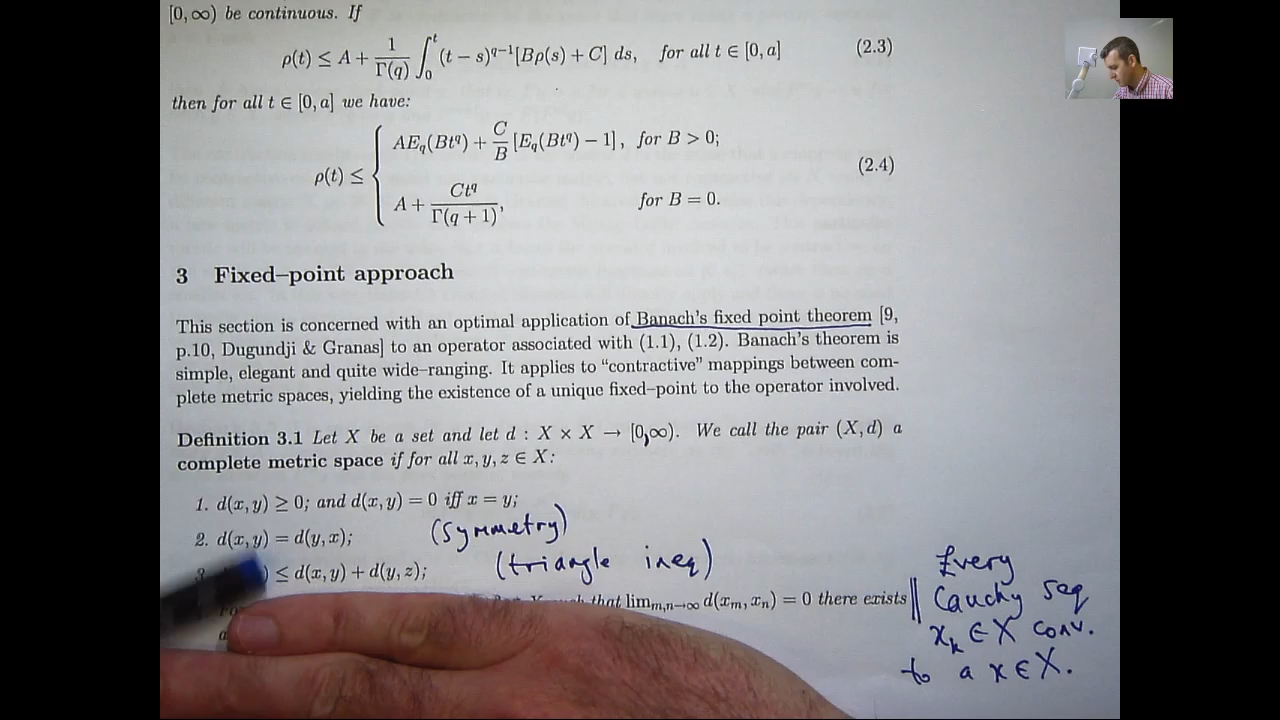 [0, ∞) be continuous. If
ρ(t) ≤ A + 1/Γ(q) ∫₀ᵗ (t − s)^{q−1}[Bρ(s) + C] ds, for all t ∈ [0, a] (2.3)
then for all t ∈ [0, a] we have:
AE_q(Bt^q) + C/B [E_q(Bt^q) − 1], for B > 0;
ρ(t) ≤ { (2.4)
A + Ct^q/Γ(q + 1), for B = 0.
3 Fixed–point approach
This section is concerned with an optimal application of Banach's fixed point theorem [9,
p.10, Dugundji & Granas] to an operator associated with (1.1), (1.2). Banach's theorem is
simple, elegant and quite wide–ranging. It applies to “contractive” mappings between com-
plete metric spaces, yielding the existence of a unique fixed–point to the operator involved.
Definition 3.1 Let X be a set and let d : X × X → [0,∞). We call the pair (X, d) a
complete metric space if for all x, y, z ∈ X:
1. d(x, y) ≥ 0; and d(x, y) = 0 iff x = y;
2. d(x, y) = d(y, x); (symmetry)
≤ d(x, y) + d(y, z); (triangle ineq)
that lim_{m,n→∞} d(x_m, x_n) = 0 there exists
Every
Cauchy seq
x_k ∈ X conv.
to a x ∈ X.